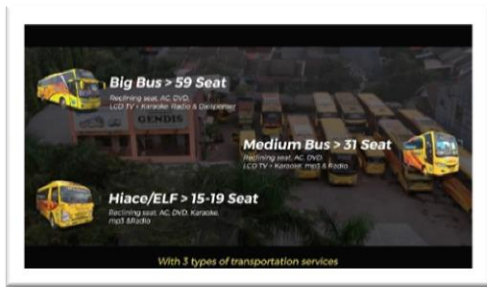 Big Bus > 59 Seat
Reclining seat, AC, DVD,
LCD TV + Karaoke, Radio & Dispenser
GENDIS
Medium Bus > 31 Seat
Reclining seat, AC, DVD,
LCD TV + Karaoke, mp3 & Radio
Hiace/ELF > 15-19 Seat
Reclining seat, AC, DVD, Karaoke,
mp3 &Radio
With 3 types of transportation services